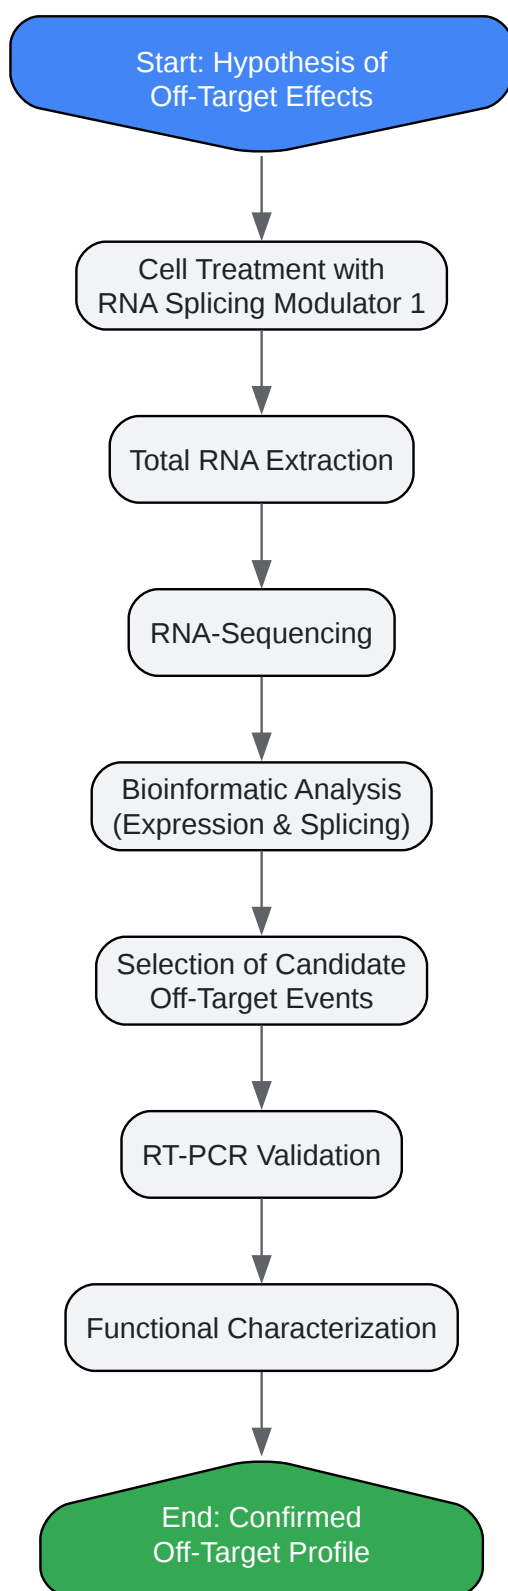 Start: Hypothesis of
Off-Target Effects
Cell Treatment with
RNA Splicing Modulator 1
Total RNA Extraction
RNA-Sequencing
Bioinformatic Analysis
(Expression & Splicing)
Selection of Candidate
Off-Target Events
RT-PCR Validation
Functional Characterization
End: Confirmed
Off-Target Profile